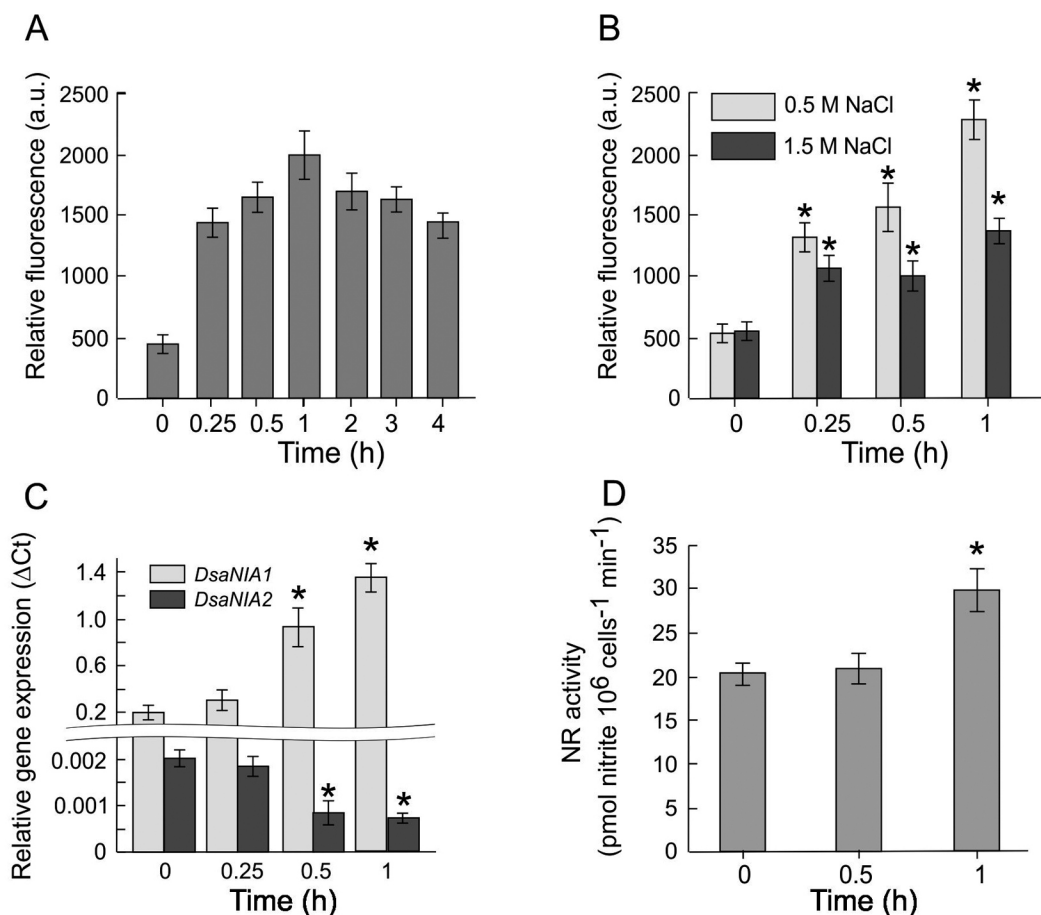 A
Relative fluorescence (a.u.)
2500
2000
1500
1000
500
0
0 0.25 0.5 1 2 3 4
Time (h)
B
Relative fluorescence (a.u.)
2500
2000
1500
1000
500
0
0.5 M NaCl
1.5 M NaCl
* * * * * *
0 0.25 0.5 1
Time (h)
C
Relative gene expression (ΔCt)
1.4
1.0
0.6
0.2
0.002
0.001
0
DsaNIA1
DsaNIA2
* * * *
0 0.25 0.5 1
Time (h)
D
NR activity
(pmol nitrite 10⁶ cells⁻¹ min⁻¹)
35
30
25
20
15
10
5
0
*
0 0.5 1
Time (h)